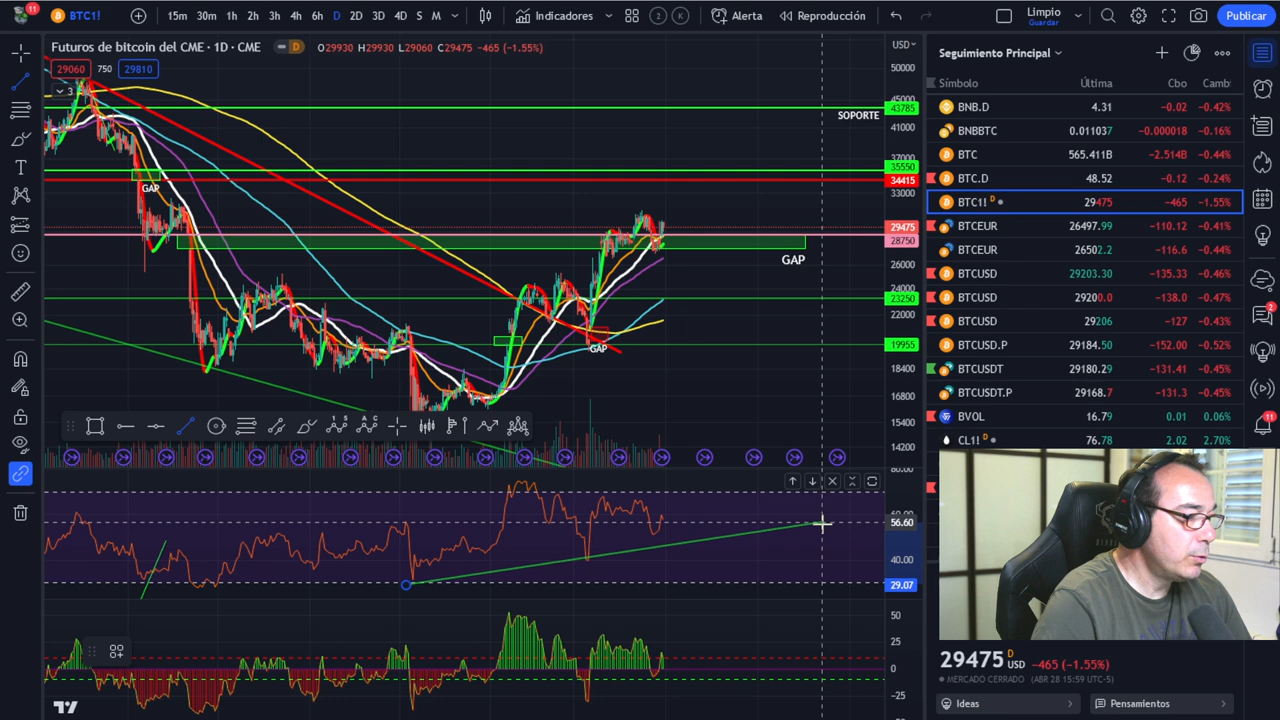 11
BTC1!
15m 30m 1h 2h 3h 4h 6h D 2D 3D 4D S M
Indicadores
2 K
Alerta
Reproducción
Limpio
Guardar
Publicar
Futuros de bitcoin del CME · 1D · CME
D
O29930 H29930 L29060 C29475 −465 (−1.55%)
29060 750 29810
3
USD
50000
45000
43785
SOPORTE
41000
37000
35550
34415
33000
29475
28750
26000
24000
23250
22000
19955
18400
16800
15400
14200
GAP
GAP
GAP
80.00
60.00
56.60
40.00
29.07
50
25
0
−25
Seguimiento Principal
Símbolo Última Cbo Camb
BNB.D 4.31 −0.02 −0.42%
BNBBTC 0.011037 −0.000018 −0.16%
BTC 565.411B −2.514B −0.44%
BTC.D 48.52 −0.12 −0.24%
BTC1! D 29475 −465 −1.55%
BTCEUR 26497.99 −110.12 −0.41%
BTCEUR 26502.2 −116.6 −0.44%
BTCUSD 29203.30 −135.33 −0.46%
BTCUSD 29200.0 −138.0 −0.47%
BTCUSD 29206 −127 −0.43%
BTCUSD.P 29184.50 −152.00 −0.52%
BTCUSDT 29180.29 −131.41 −0.45%
BTCUSDT.P 29168.7 −131.3 −0.45%
BVOL 16.79 0.01 0.06%
CL1! D 76.78 2.02 2.70%
2
11
29475 D USD −465 (−1.55%)
MERCADO CERRADO (ABR 28 15:59 UTC-5)
Ideas
Pensamientos